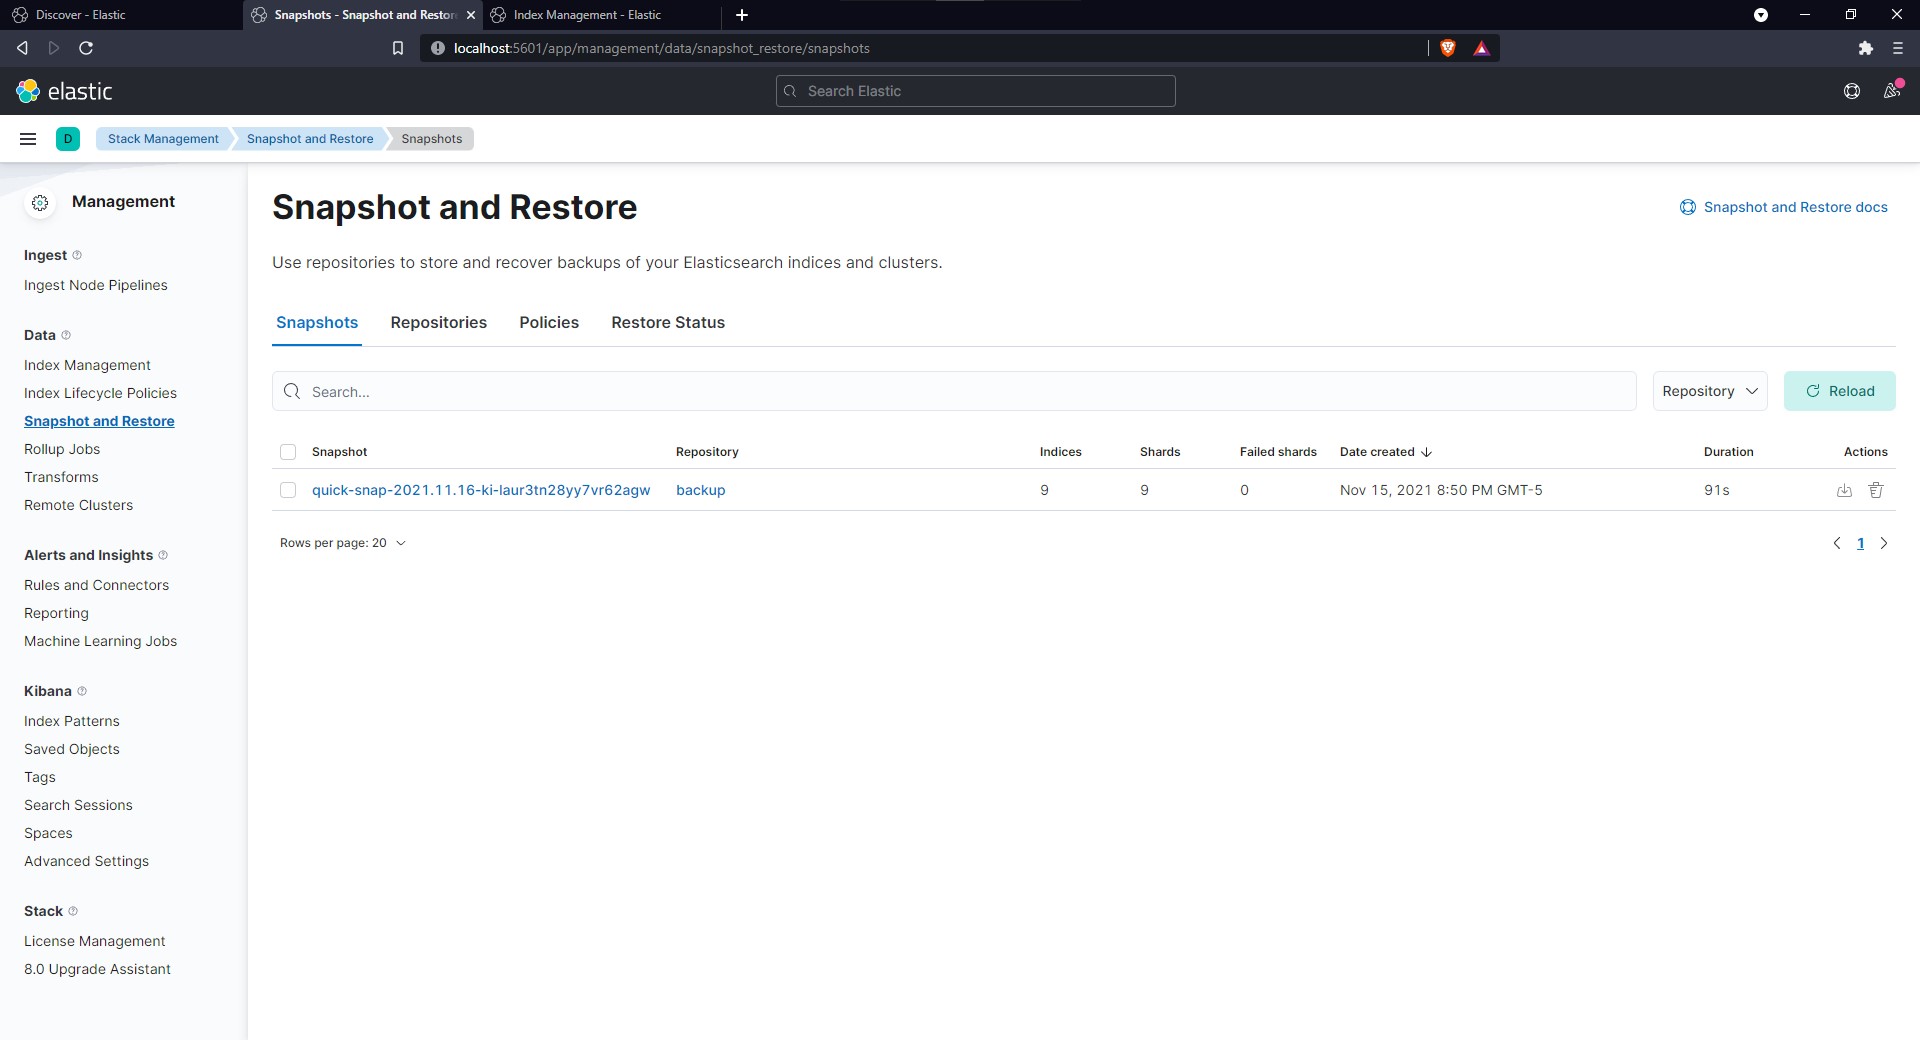 Discover - Elastic
Snapshots - Snapshot and Restor
Index Management - Elastic
localhost:5601/app/management/data/snapshot_restore/snapshots
elastic
Search Elastic
D
Stack Management
Snapshot and Restore
Snapshots
Management
Ingest
Ingest Node Pipelines
Data
Index Management
Index Lifecycle Policies
Snapshot and Restore
Rollup Jobs
Transforms
Remote Clusters
Alerts and Insights
Rules and Connectors
Reporting
Machine Learning Jobs
Kibana
Index Patterns
Saved Objects
Tags
Search Sessions
Spaces
Advanced Settings
Stack
License Management
8.0 Upgrade Assistant
Snapshot and Restore
Snapshot and Restore docs
Use repositories to store and recover backups of your Elasticsearch indices and clusters.
Snapshots Repositories Policies Restore Status
Search...
Repository
Reload
Snapshot Repository Indices Shards Failed shards Date created Duration Actions
quick-snap-2021.11.16-ki-laur3tn28yy7vr62agw backup 9 9 0 Nov 15, 2021 8:50 PM GMT-5 91s
Rows per page: 20
1